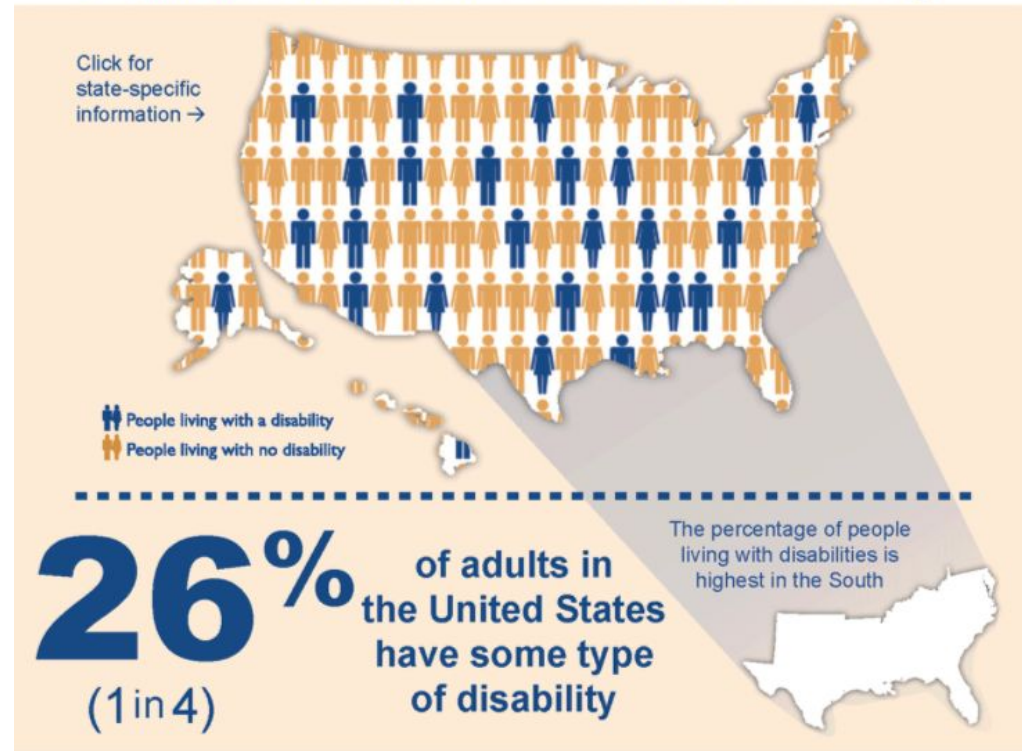 Click for
state-specific
information →
People living with a disability
People living with no disability
26%
(1 in 4)
of adults in
the United States
have some type
of disability
The percentage of people
living with disabilities is
highest in the South